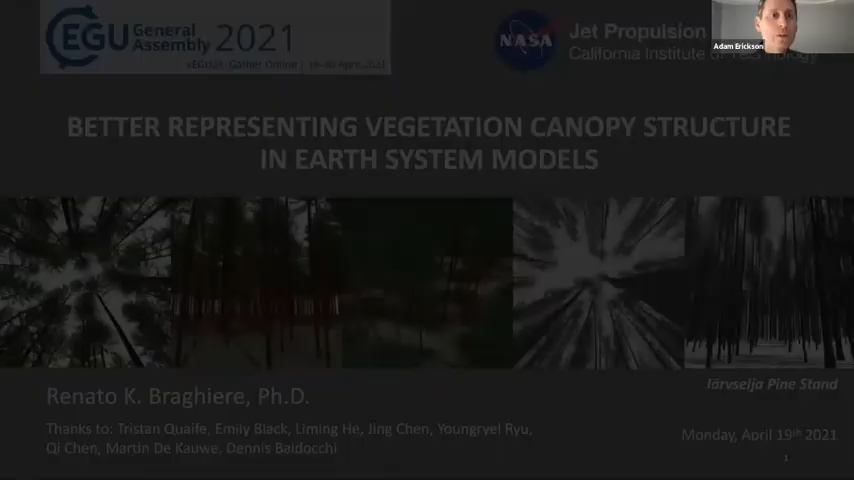 EGU General Assembly 2021
vEGU21: Gather Online | 19–30 April 2021
NASA
Jet Propulsion
California Institute of Technology
Adam Erickson
BETTER REPRESENTING VEGETATION CANOPY STRUCTURE
IN EARTH SYSTEM MODELS
Järvselja Pine Stand
Renato K. Braghiere, Ph.D.
Thanks to: Tristan Quaife, Emily Black, Liming He, Jing Chen, Youngryel Ryu,
Qi Chen, Martin De Kauwe, Dennis Baldocchi
Monday, April 19th 2021
1